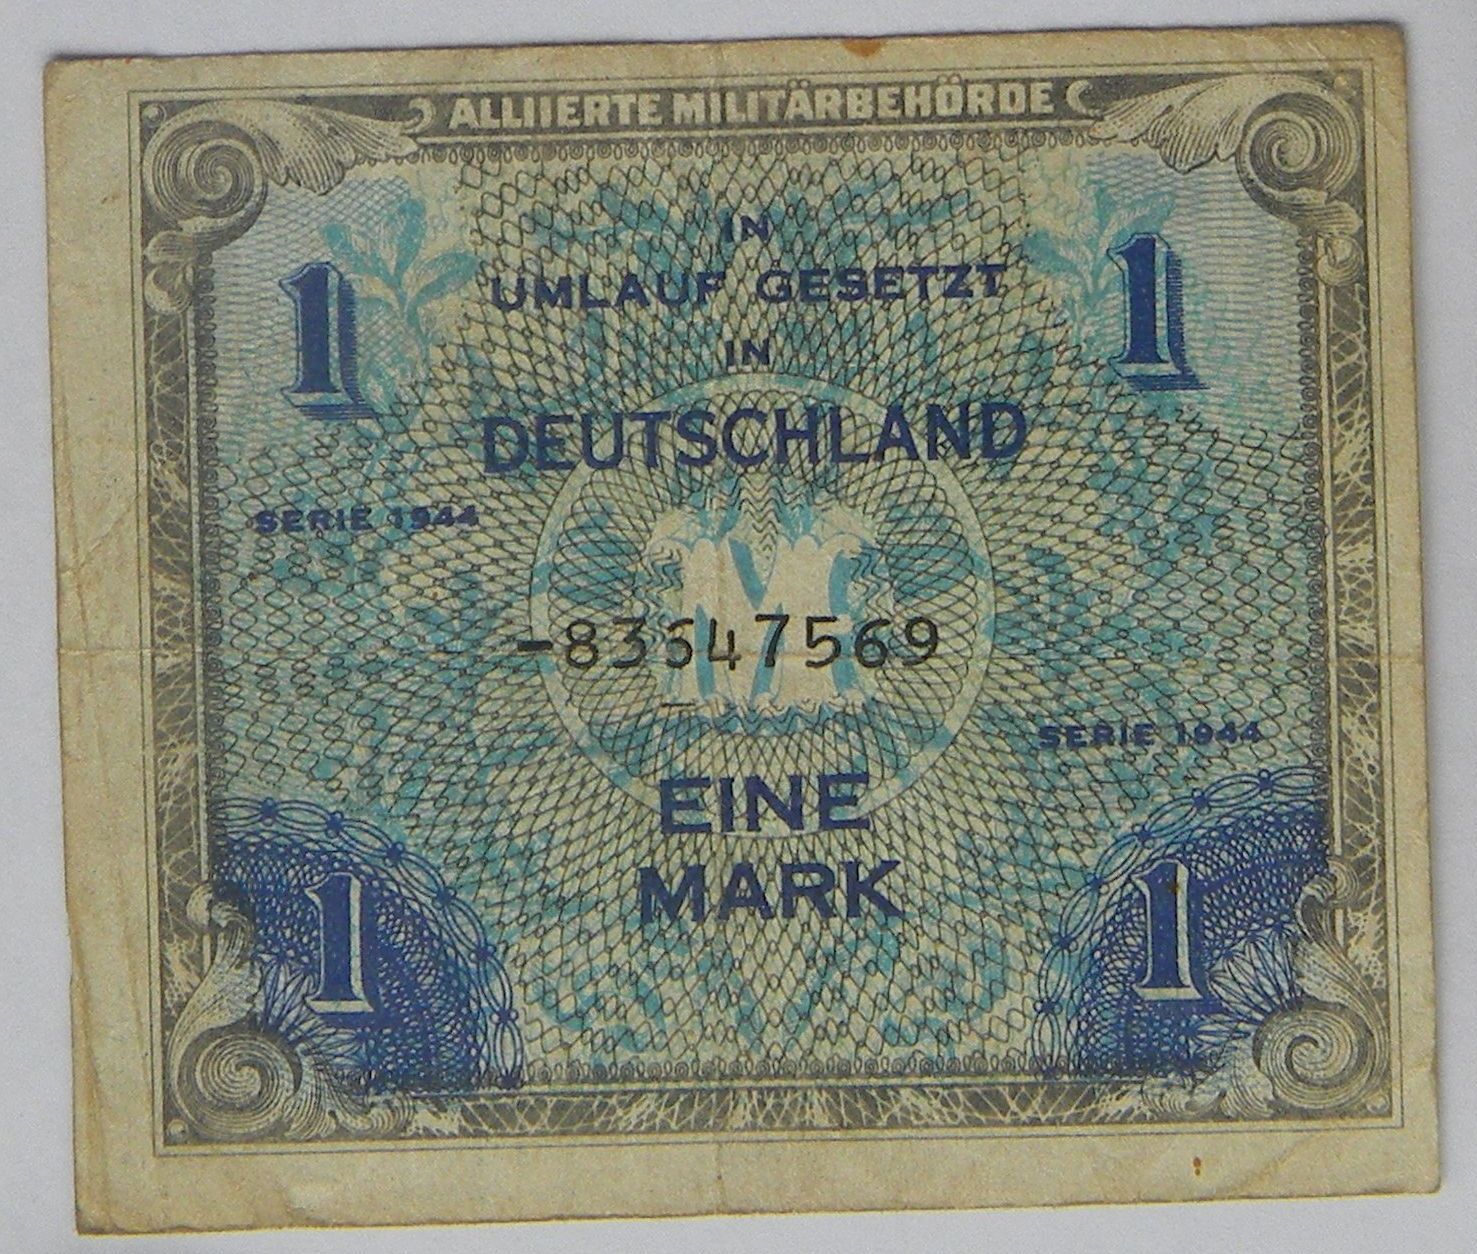 ALLIIERTE MILITÄRBEHÖRDE
1 1
IN
UMLAUF GESETZT
IN
DEUTSCHLAND
SERIE 1944
M
-83547569
SERIE 1944
EINE
MARK
1 1